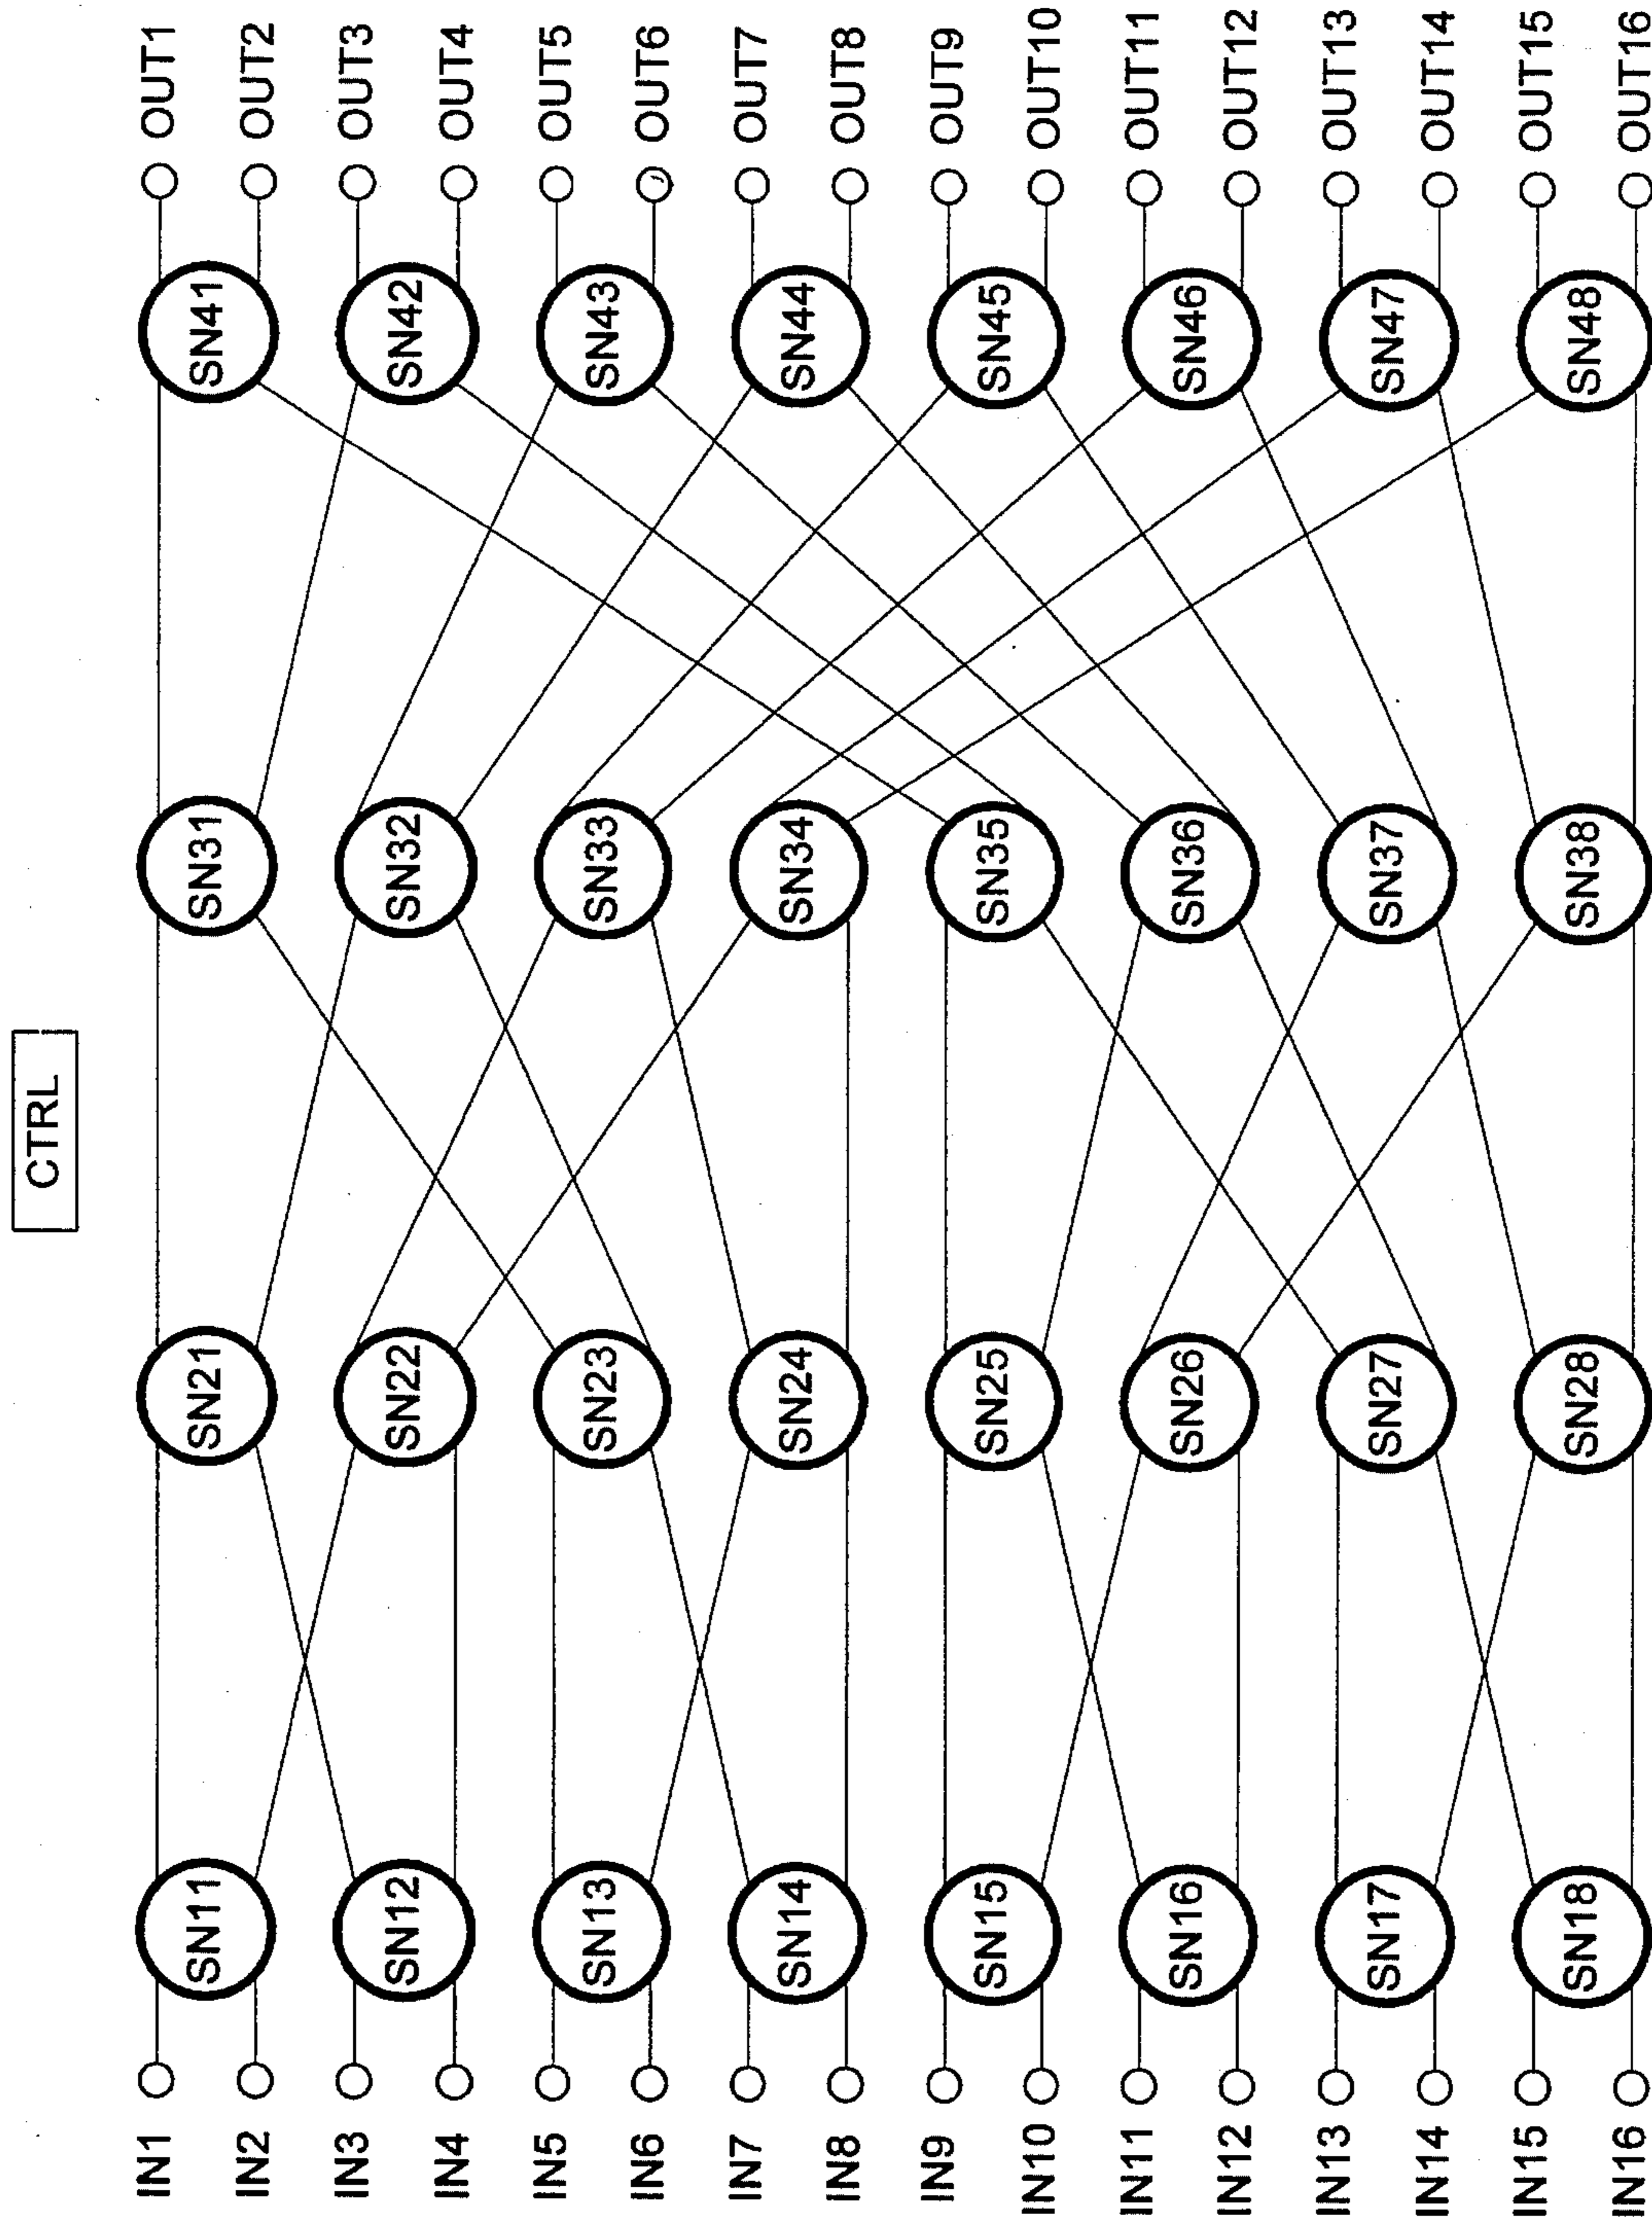 CTRL
IN1 SN11 SN21 SN31 SN41 OUT1
IN2 OUT2
IN3 SN12 SN22 SN32 SN42 OUT3
IN4 OUT4
IN5 SN13 SN23 SN33 SN43 OUT5
IN6 OUT6
IN7 SN14 SN24 SN34 SN44 OUT7
IN8 OUT8
IN9 SN15 SN25 SN35 SN45 OUT9
IN10 OUT10
IN11 SN16 SN26 SN36 SN46 OUT11
IN12 OUT12
IN13 SN17 SN27 SN37 SN47 OUT13
IN14 OUT14
IN15 SN18 SN28 SN38 SN48 OUT15
IN16 OUT16